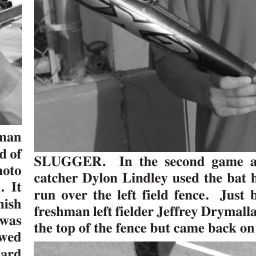 man
d of
noto
. It
nish
was
wed
ard
SLUGGER. In the second game a
catcher Dylon Lindley used the bat h
run over the left field fence. Just b
freshman left fielder Jeffrey Drymalla
the top of the fence but came back on